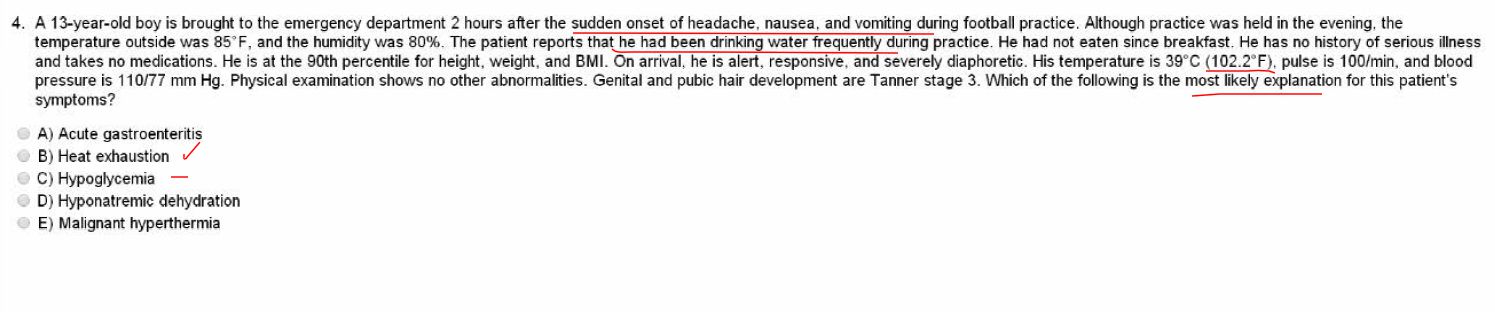 4. A 13-year-old boy is brought to the emergency department 2 hours after the sudden onset of headache, nausea, and vomiting during football practice. Although practice was held in the evening, the
temperature outside was 85°F, and the humidity was 80%. The patient reports that he had been drinking water frequently during practice. He had not eaten since breakfast. He has no history of serious illness
and takes no medications. He is at the 90th percentile for height, weight, and BMI. On arrival, he is alert, responsive, and severely diaphoretic. His temperature is 39°C (102.2°F), pulse is 100/min, and blood
pressure is 110/77 mm Hg. Physical examination shows no other abnormalities. Genital and pubic hair development are Tanner stage 3. Which of the following is the most likely explanation for this patient's
symptoms?
A) Acute gastroenteritis
B) Heat exhaustion
C) Hypoglycemia
D) Hyponatremic dehydration
E) Malignant hyperthermia